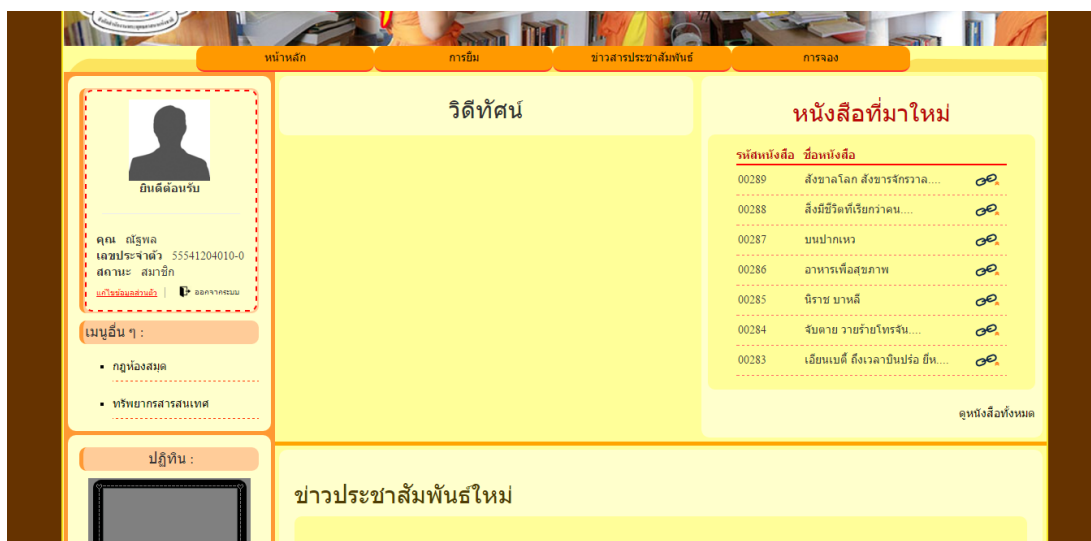 หน้าหลัก
การยืม
ข่าวสารประชาสัมพันธ์
การจอง
ยินดีต้อนรับ
คุณ ณัฐพล
เลขประจำตัว 55541204010-0
สถานะ สมาชิก
แก้ไขข้อมูลส่วนตัว | ออกจากระบบ
เมนูอื่น ๆ :
กฎห้องสมุด
ทรัพยากรสารสนเทศ
ปฏิทิน :
วิดีทัศน์
หนังสือที่มาใหม่
รหัสหนังสือ ชื่อหนังสือ
00289 สังขาลโลก สังขารจักรวาล....
00288 สิ่งมีชีวิตที่เรียกว่าคน....
00287 บนปากเหว
00286 อาหารเพื่อสุขภาพ
00285 นิราช บาหลี
00284 จับตาย วายร้ายโทรจัน....
00283 เอียนเบตี้ ถึงเวลาบินปร๋อ ยี่ห....
ดูหนังสือทั้งหมด
ข่าวประชาสัมพันธ์ใหม่